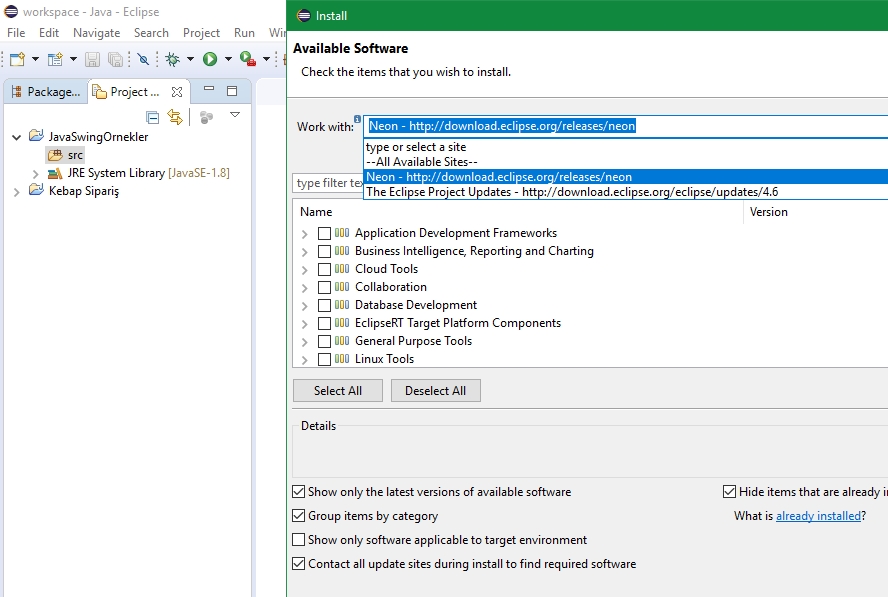 workspace - Java - Eclipse
File Edit Navigate Search Project Run
Package...
Project ...
JavaSwingOrnekler
src
JRE System Library [JavaSE-1.8]
Kebap Sipariş
Install
Available Software
Check the items that you wish to install.
Work with:
Neon - http://download.eclipse.org/releases/neon
type or select a site
--All Available Sites--
Neon - http://download.eclipse.org/releases/neon
The Eclipse Project Updates - http://download.eclipse.org/eclipse/updates/4.6
type filter
Name Version
Application Development Frameworks
Business Intelligence, Reporting and Charting
Cloud Tools
Collaboration
Database Development
EclipseRT Target Platform Components
General Purpose Tools
Linux Tools
Select All Deselect All
Details
Show only the latest versions of available software
Hide items that are already
Group items by category
What is already installed?
Show only software applicable to target environment
Contact all update sites during install to find required software